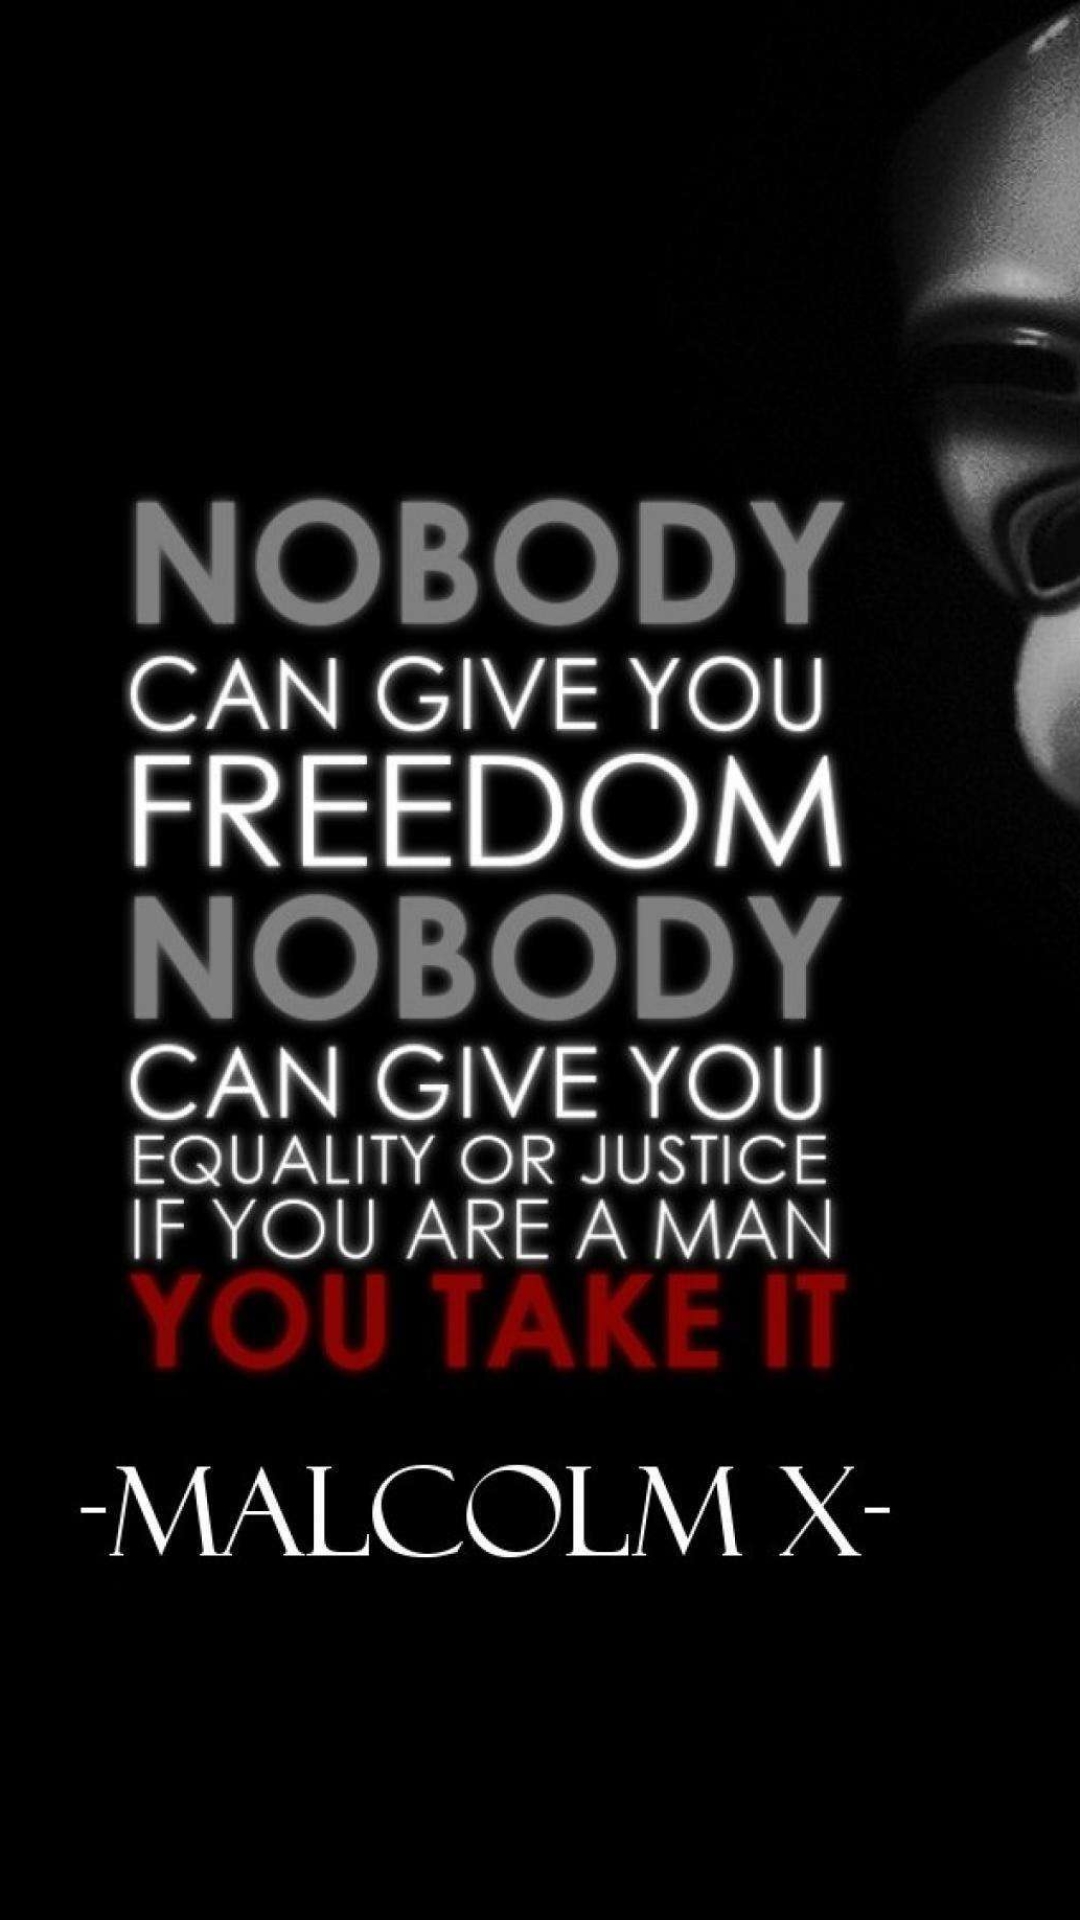 NOBODY
CAN GIVE YOU
FREEDOM
NOBODY
CAN GIVE YOU
EQUALITY OR JUSTICE
IF YOU ARE A MAN
YOU TAKE IT
-MALCOLM X-